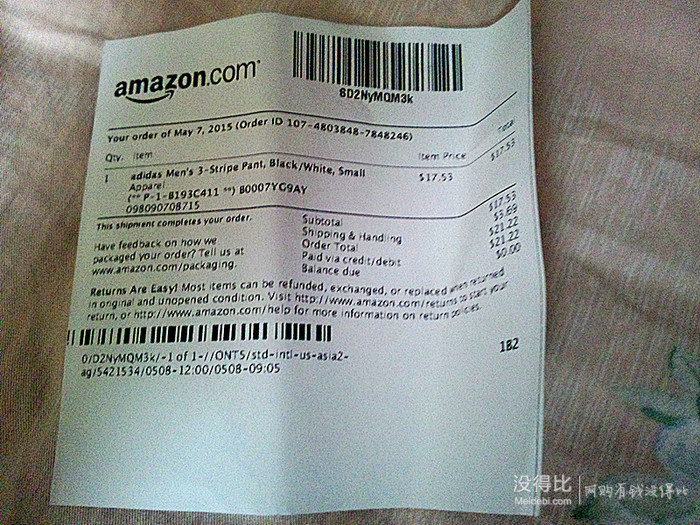 amazon.com
8D2NyMQM3k
Your order of May 7, 2015 (Order ID 107-4803848-7848246)
Qty. Item Item Price Total
1 adidas Men's 3-Stripe Pant, Black/White, Small $17.53 $17.53
Apparel
(** P-1-B193C411 **) B0007YG9AY
098090708715
This shipment completes your order.
Subtotal $17.53
Shipping & Handling $3.69
Order Total $21.22
Paid via credit/debit $21.22
Balance due $0.00
Have feedback on how we
packaged your order? Tell us at
www.amazon.com/packaging.
Returns Are Easy! Most items can be refunded, exchanged, or replaced when returned
in original and unopened condition. Visit http://www.amazon.com/returns to start your
return, or http://www.amazon.com/help for more information on return policies.
0/D2NyMQM3k/-1 of 1-//ONT5/std-intl-us-asia2-
ag/5421534/0508-12:00/0508-09:05
1B2
没得比 网购有钱没得比
Meidebi.com